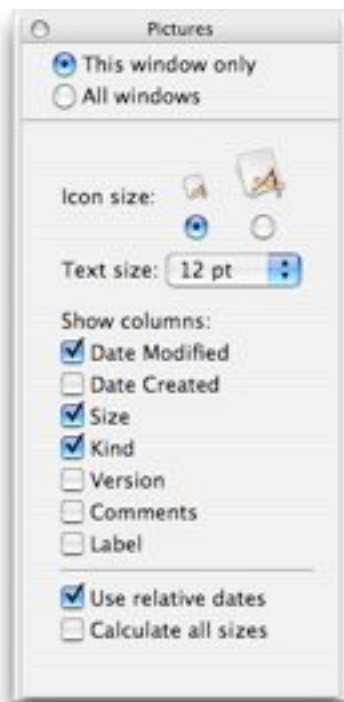 Pictures
This window only
All windows
Icon size:
Text size: 12 pt
Show columns:
Date Modified
Date Created
Size
Kind
Version
Comments
Label
Use relative dates
Calculate all sizes